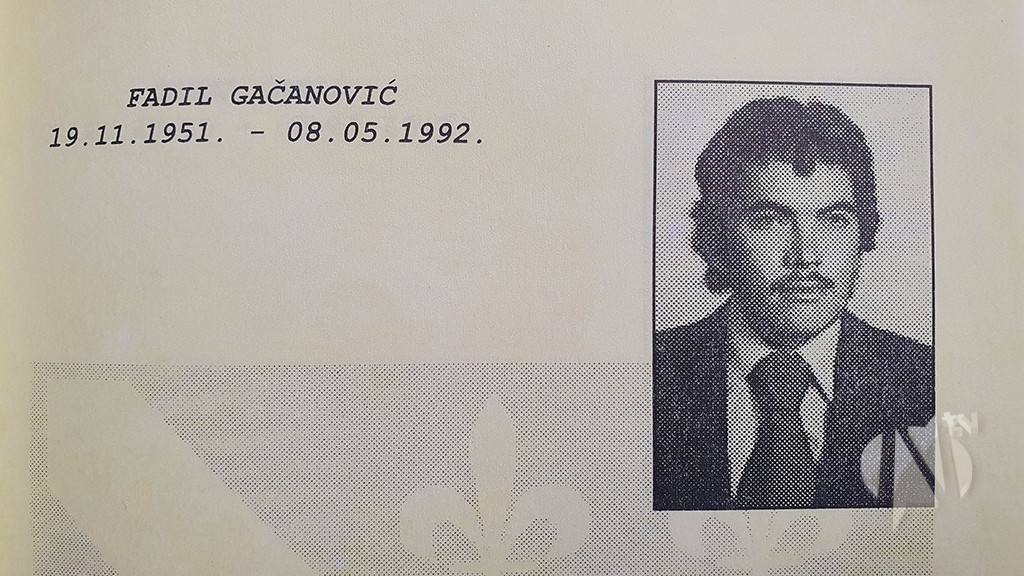 FADIL GAČANOVIĆ
19.11.1951. – 08.05.1992.